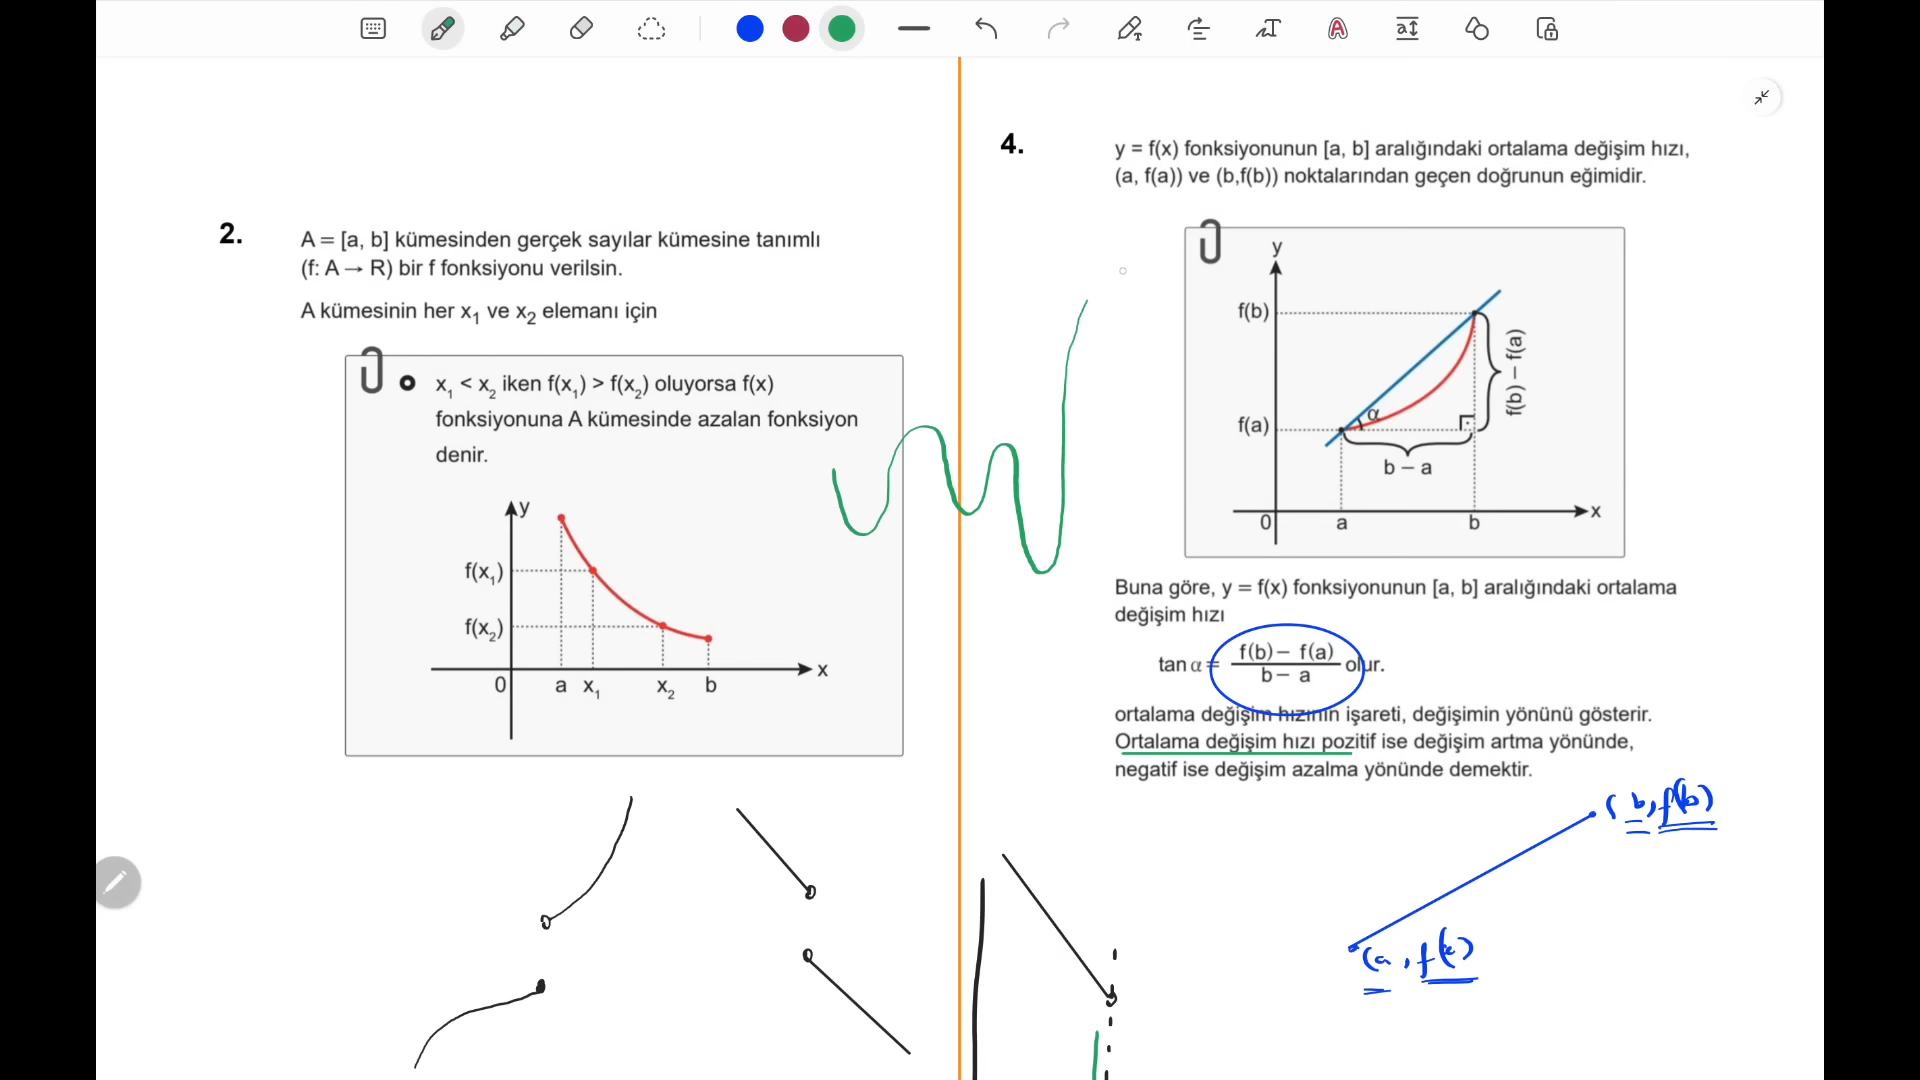 2.
A = [a, b] kümesinden gerçek sayılar kümesine tanımlı
(f: A → R) bir f fonksiyonu verilsin.
A kümesinin her x₁ ve x₂ elemanı için
x₁ < x₂ iken f(x₁) > f(x₂) oluyorsa f(x)
fonksiyonuna A kümesinde azalan fonksiyon
denir.
y
f(x₁)
f(x₂)
x
0 a x₁ x₂ b
4.
y = f(x) fonksiyonunun [a, b] aralığındaki ortalama değişim hızı,
(a, f(a)) ve (b,f(b)) noktalarından geçen doğrunun eğimidir.
y
f(b)
f(b) – f(a)
α
f(a)
b – a
x
0 a b
Buna göre, y = f(x) fonksiyonunun [a, b] aralığındaki ortalama
değişim hızı
f(b) – f(a)
tan α = olur.
b – a
ortalama değişim hızının işareti, değişimin yönünü gösterir.
Ortalama değişim hızı pozitif ise değişim artma yönünde,
negatif ise değişim azalma yönünde demektir.
( b, f(b)